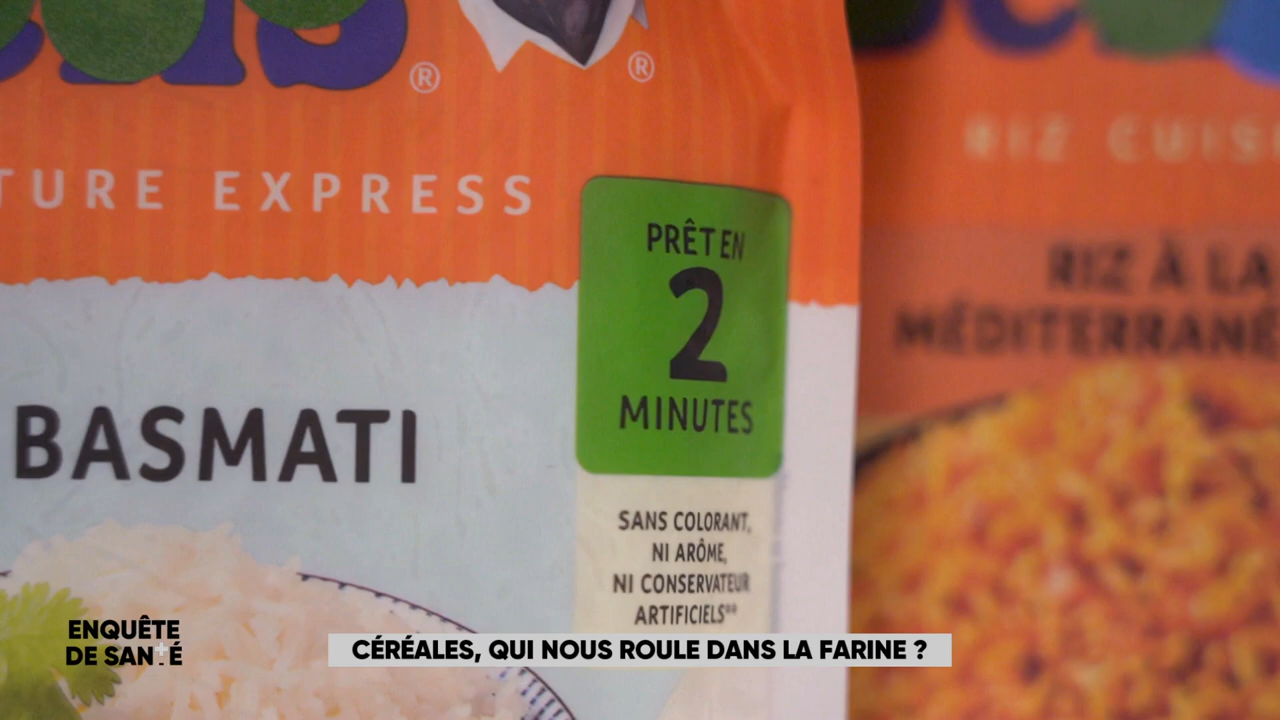 ®
®
TURE EXPRESS
PRÊT EN
2
MINUTES
BASMATI
SANS COLORANT,
NI ARÔME,
NI CONSERVATEUR
ARTIFICIELS**
RIZ CUIS
RIZ À LA
MÉDITERRANÉ
ENQUÊTE
DE SANTÉ
CÉRÉALES, QUI NOUS ROULE DANS LA FARINE ?